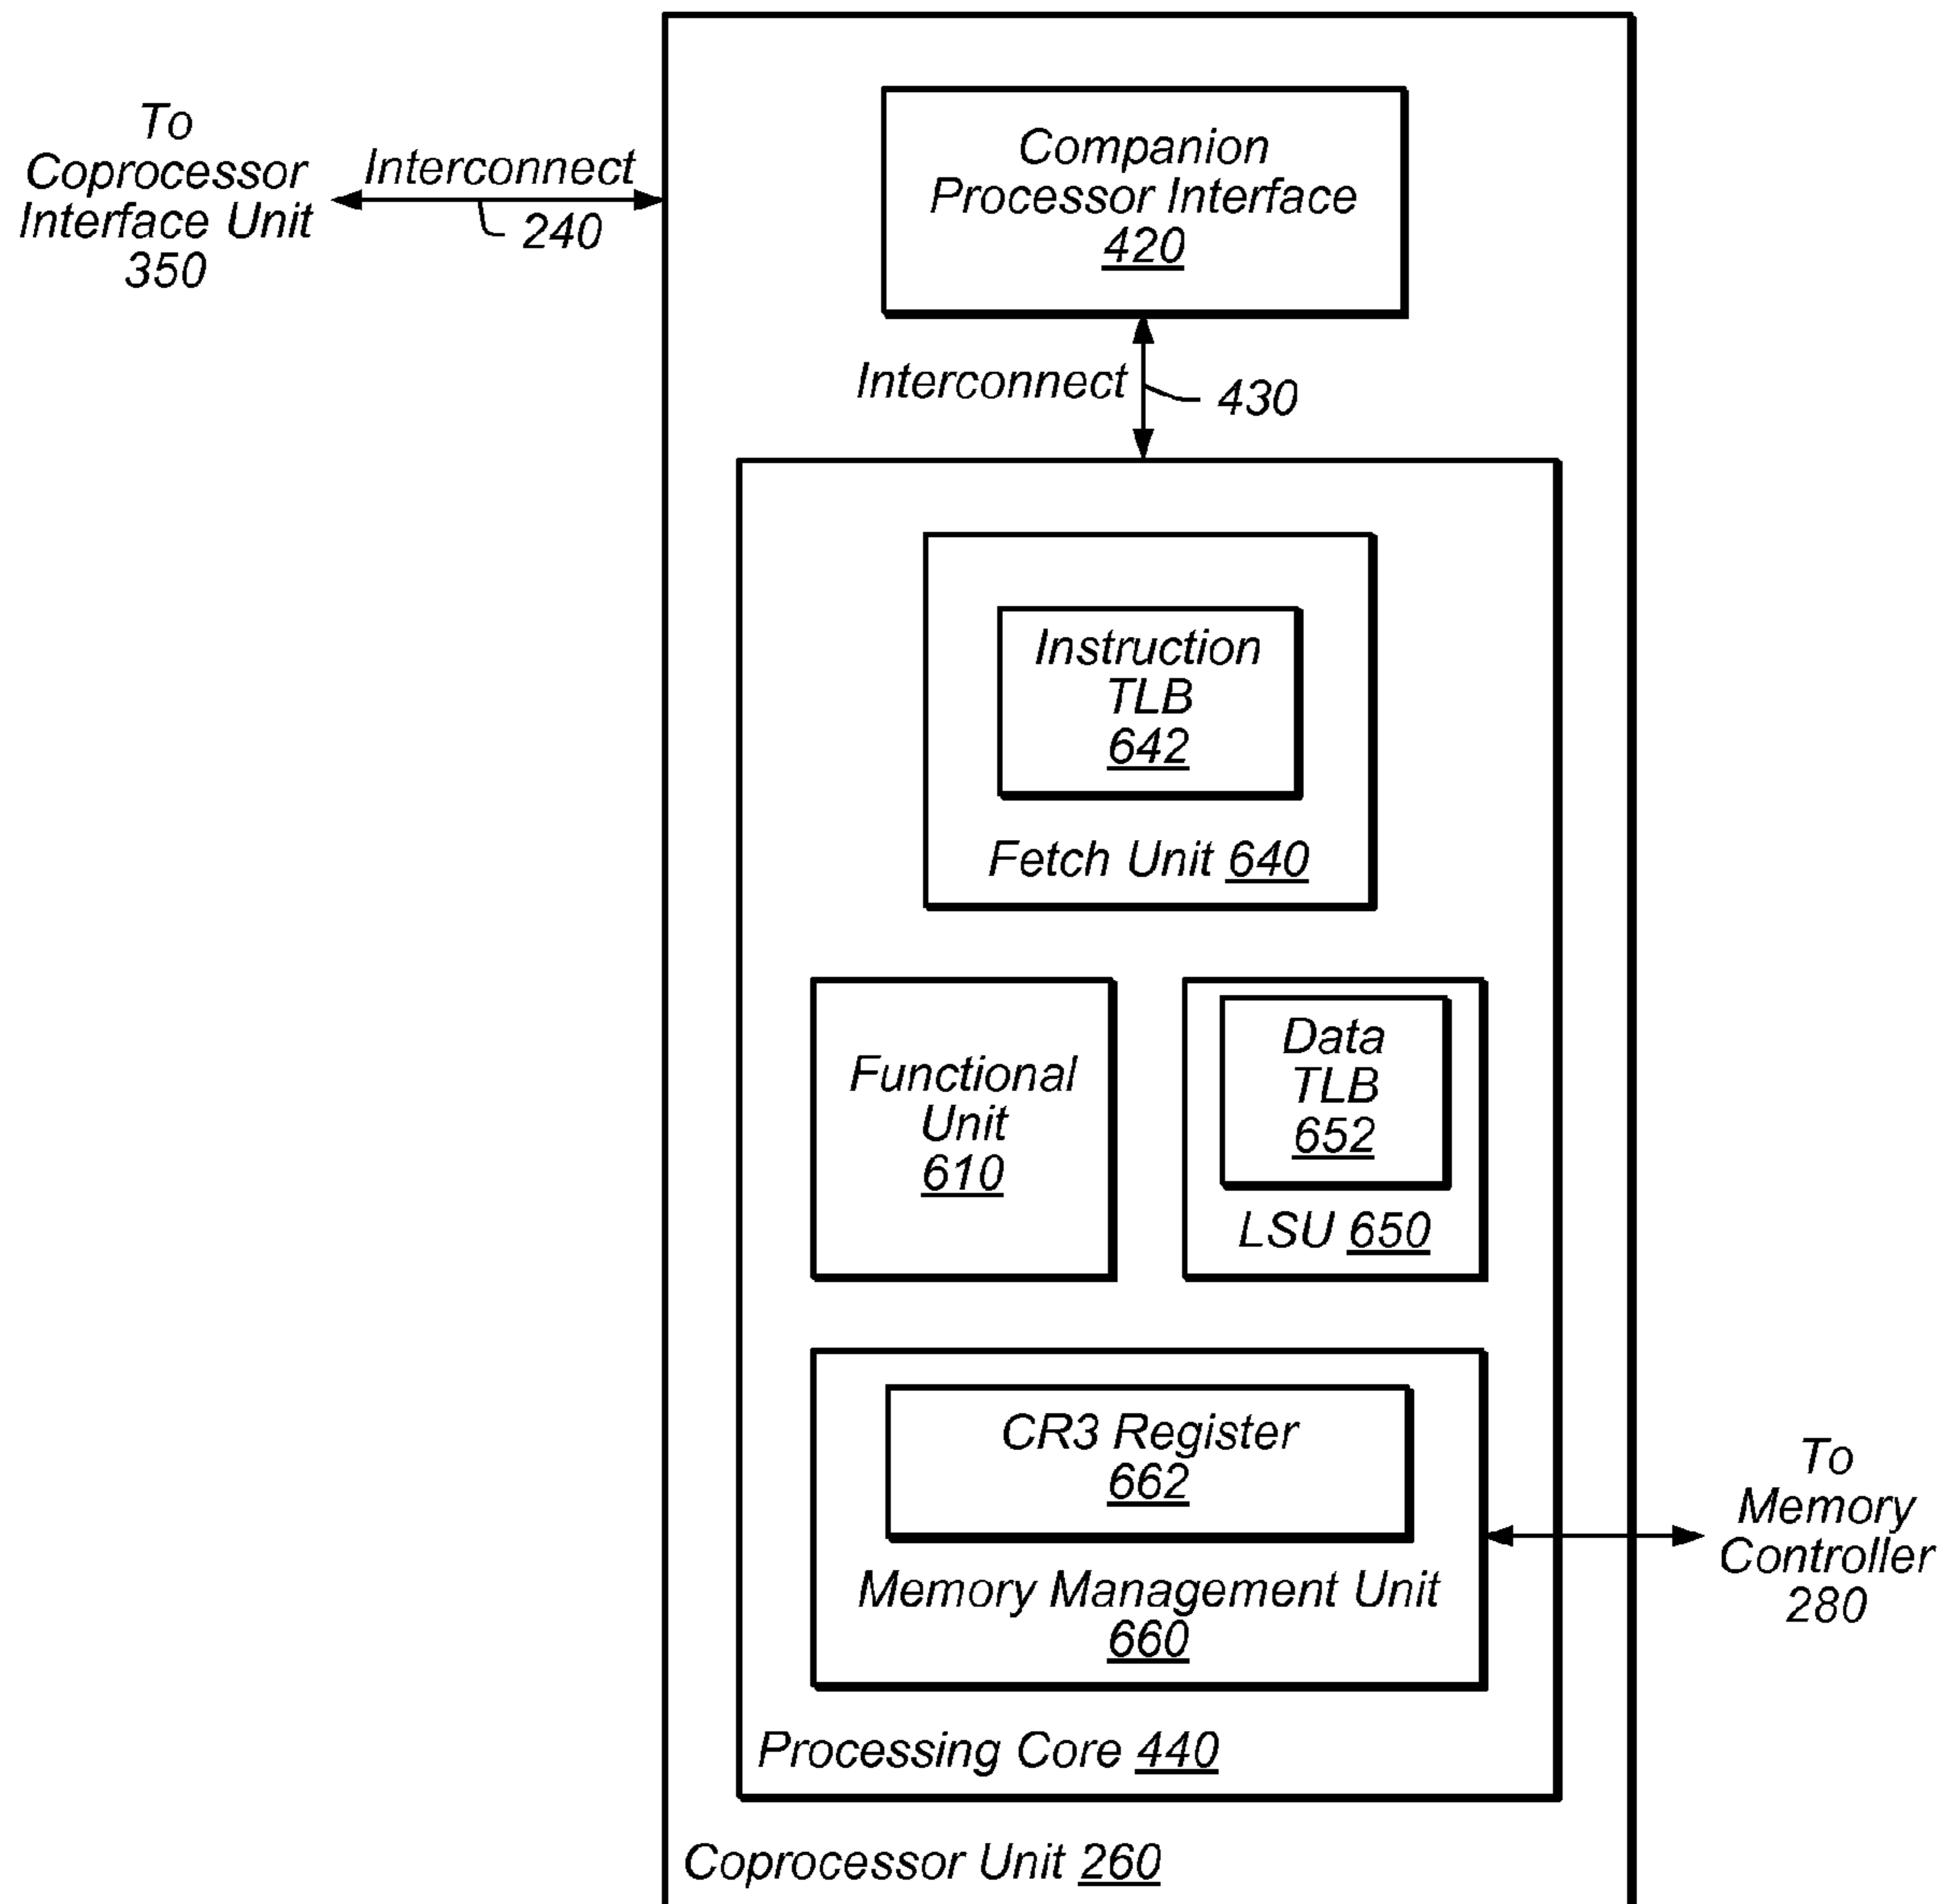 To
Coprocessor
Interface Unit
350
Interconnect
240
Companion
Processor Interface
420
Interconnect
430
Instruction
TLB
642
Fetch Unit 640
Functional
Unit
610
Data
TLB
652
LSU 650
CR3 Register
662
Memory Management Unit
660
To
Memory
Controller
280
Processing Core 440
Coprocessor Unit 260